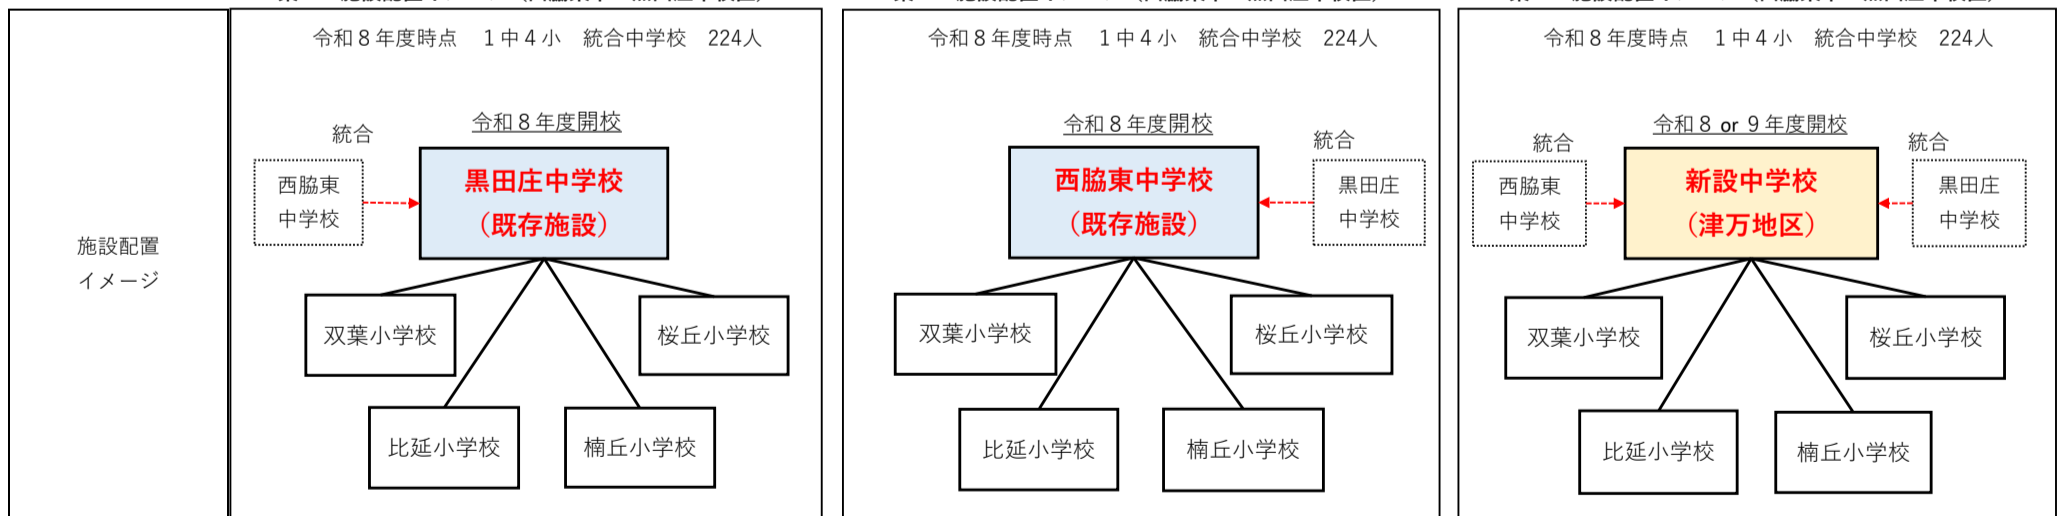 施設配置
イメージ
令和８年度時点　１中４小　統合中学校　224人
令和８年度開校
統合
西脇東
中学校
黒田庄中学校
（既存施設）
双葉小学校
桜丘小学校
比延小学校
楠丘小学校
令和８年度時点　１中４小　統合中学校　224人
令和８年度開校
統合
西脇東中学校
（既存施設）
黒田庄
中学校
双葉小学校
桜丘小学校
比延小学校
楠丘小学校
令和８年度時点　１中４小　統合中学校　224人
令和８ or ９年度開校
統合
統合
西脇東
中学校
新設中学校
（津万地区）
黒田庄
中学校
双葉小学校
桜丘小学校
比延小学校
楠丘小学校